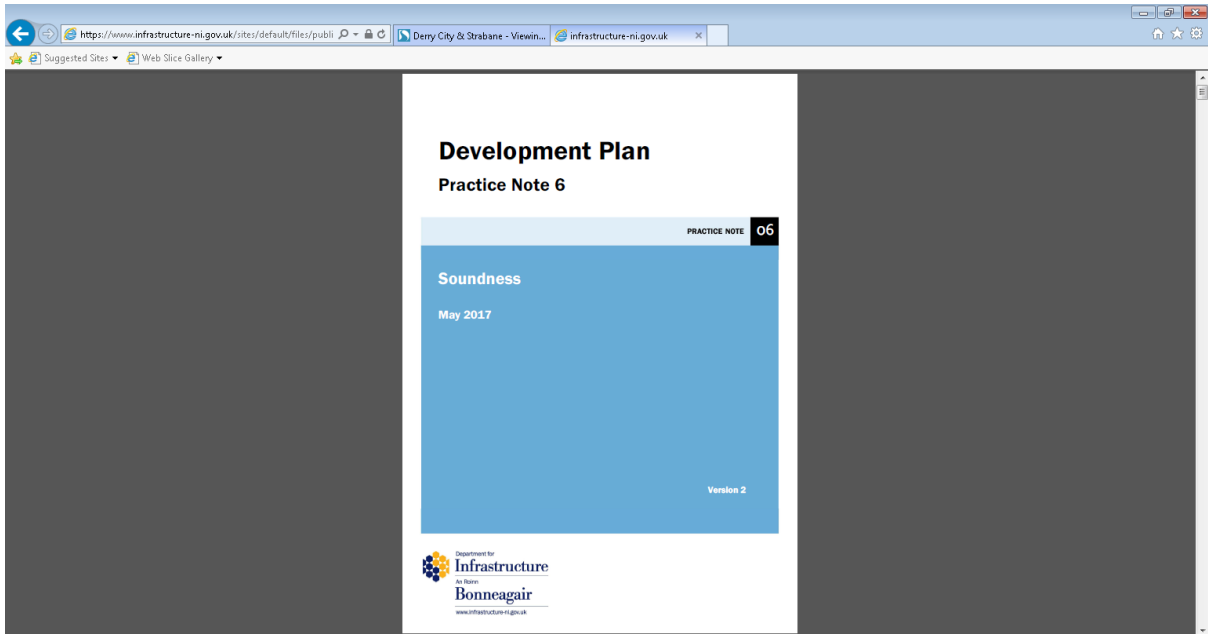 https://www.infrastructure-ni.gov.uk/sites/default/files/publi
Derry City & Strabane - Viewin...
infrastructure-ni.gov.uk
Suggested Sites
Web Slice Gallery
Development Plan
Practice Note 6
PRACTICE NOTE 06
Soundness
May 2017
Version 2
Department for
Infrastructure
An Roinn
Bonneagair
www.infrastructure-ni.gov.uk